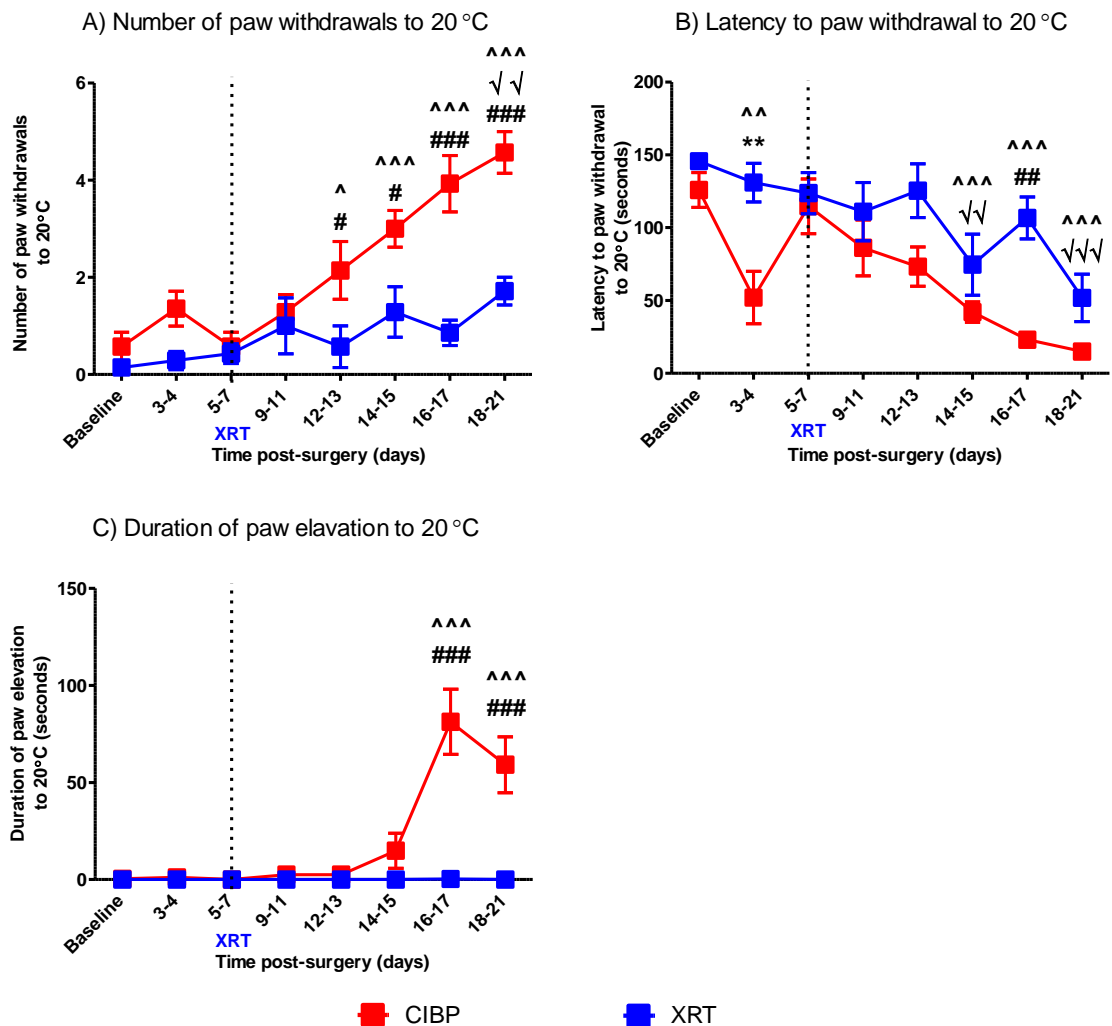 A) Number of paw withdrawals to 20 °C
^^^
√ √
###
^^^
###
^^^
#
^
#
6
4
2
0
Number of paw withdrawals
to 20°C
Baseline
3-4
5-7
9-11
12-13
14-15
16-17
18-21
XRT
Time post-surgery (days)
B) Latency to paw withdrawal to 20 °C
200
150
100
50
0
Latency to paw withdrawal
to 20°C (seconds)
^^
**
^^^
√√
^^^
##
^^^
√√√
Baseline
3-4
5-7
9-11
12-13
14-15
16-17
18-21
XRT
Time post-surgery (days)
C) Duration of paw elavation to 20 °C
150
100
50
0
Duration of paw elevation
to 20°C (seconds)
^^^
###
^^^
###
Baseline
3-4
5-7
9-11
12-13
14-15
16-17
18-21
XRT
Time post-surgery (days)
CIBP
XRT